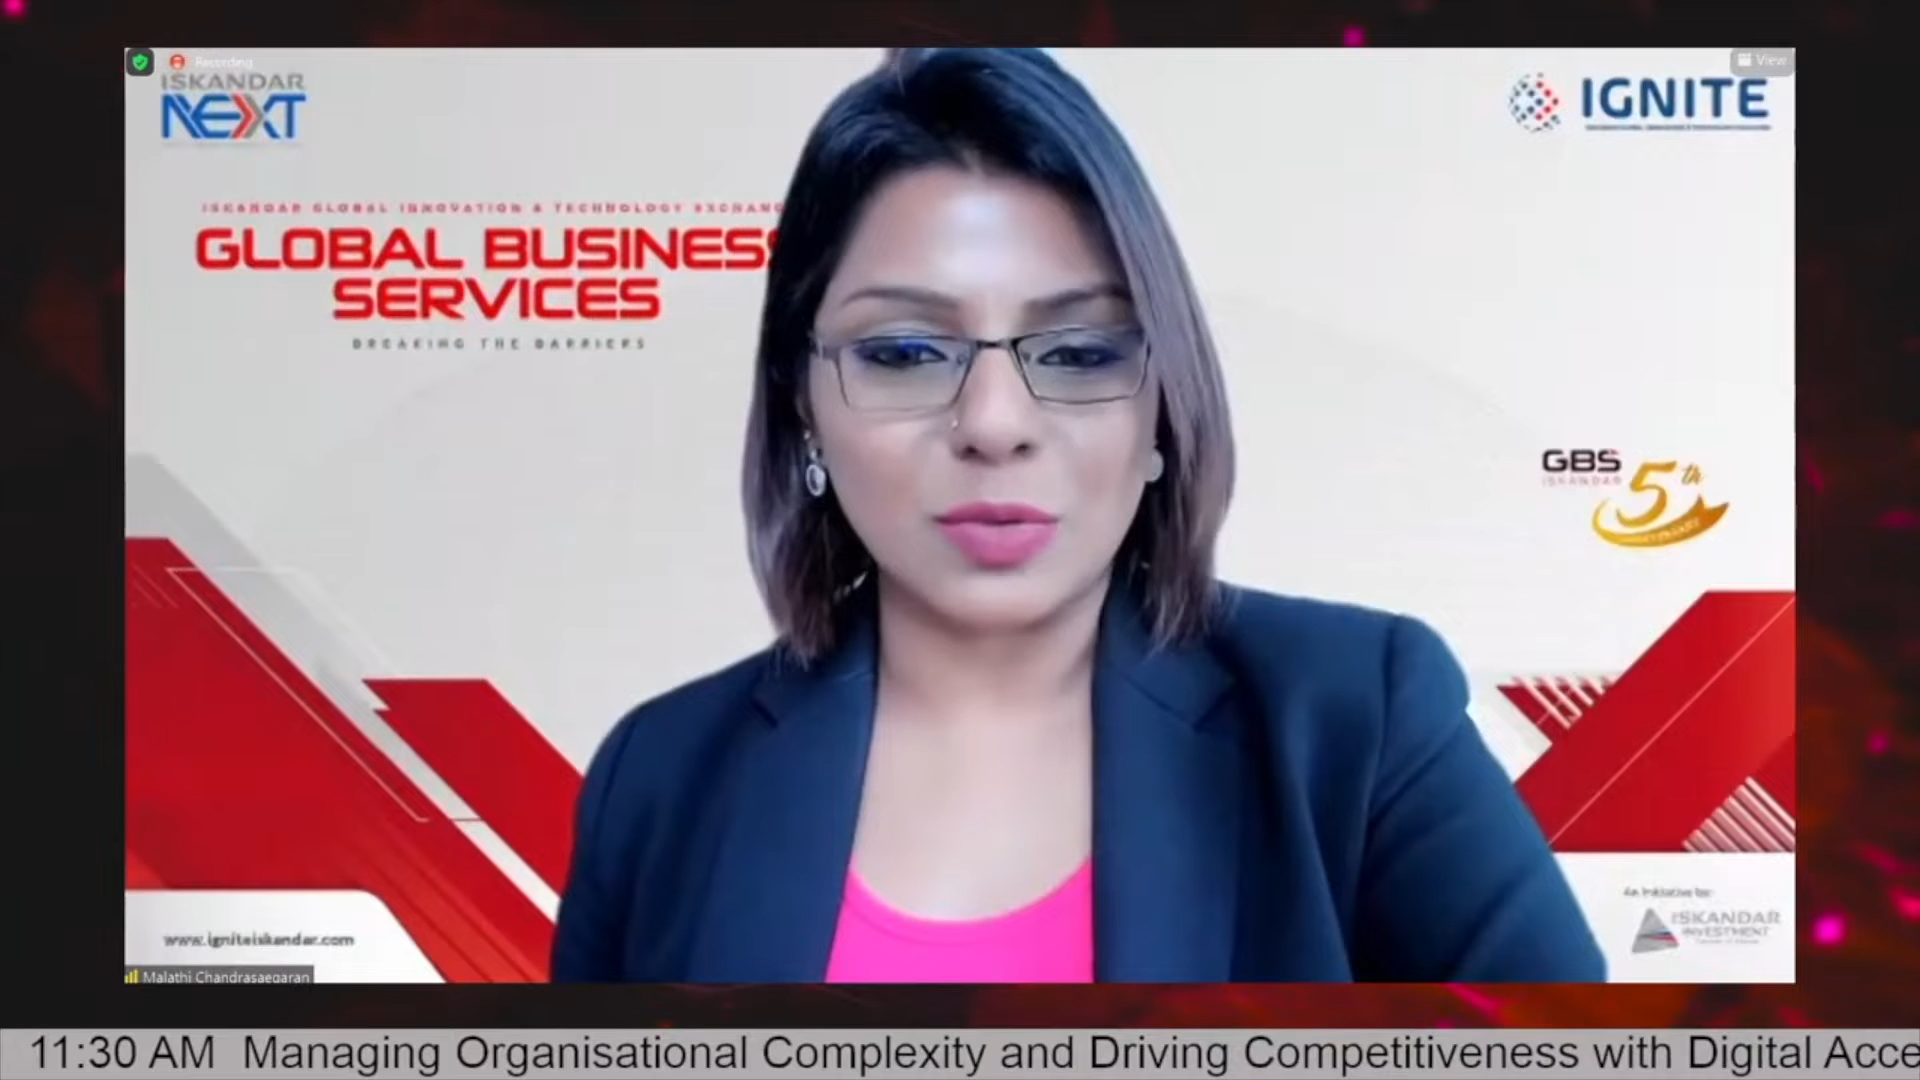 Recording
View
ISKANDAR
NEXT
IGNITE
ISKANDAR GLOBAL INNOVATION & TECHNOLOGY EXCHANG
GLOBAL BUSINESS
SERVICES
BREAKING THE BARRIERS
GBS
ISKANDAR
5th
An Initiative by:
ISKANDAR
INVESTMENT
www.igniteiskandar.com
Malathi Chandrasaegaran
11:30 AM Managing Organisational Complexity and Driving Competitiveness with Digital Acce